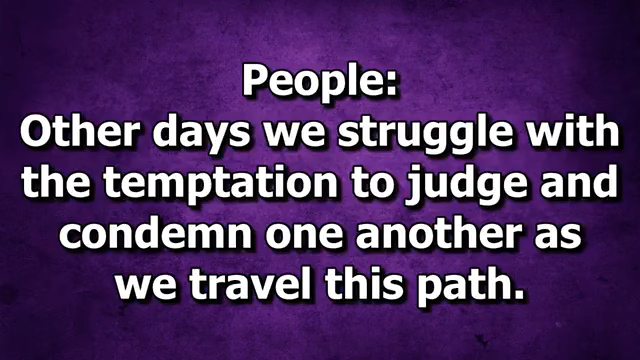 People:
Other days we struggle with
the temptation to judge and
condemn one another as
we travel this path.